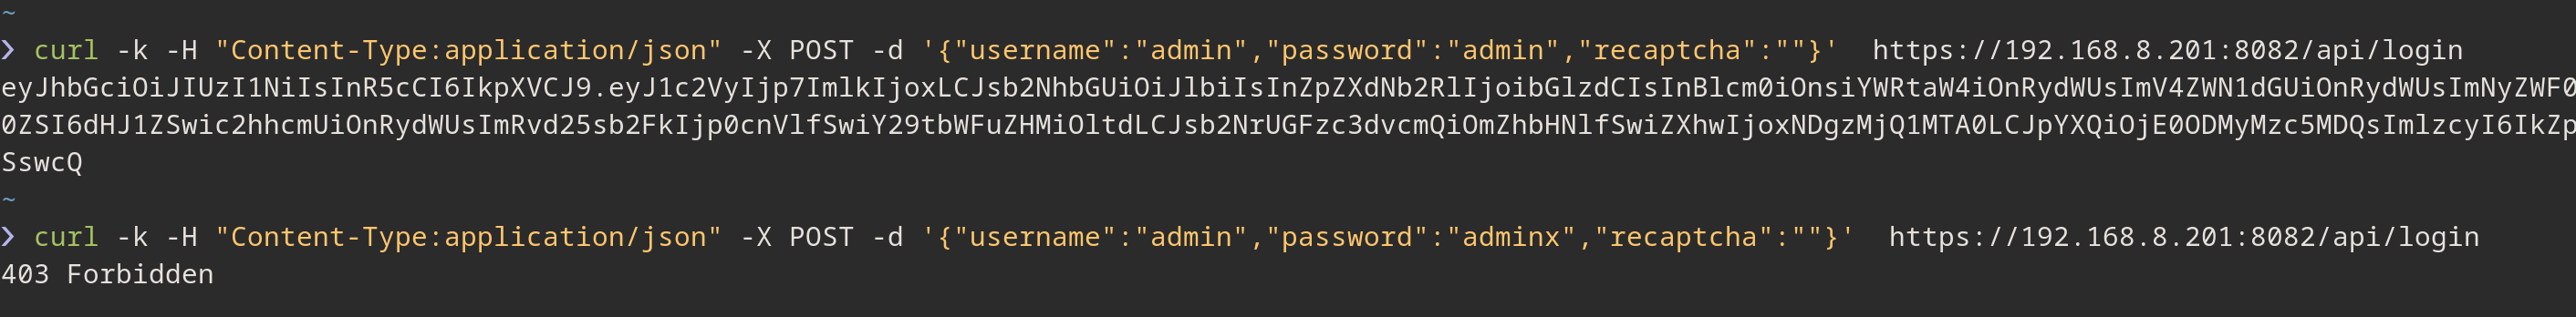 ~
❯ curl -k -H "Content-Type:application/json" -X POST -d '{"username":"admin","password":"admin","recaptcha":""}'  https://192.168.8.201:8082/api/login
eyJhbGciOiJIUzI1NiIsInR5cCI6IkpXVCJ9.eyJ1c2VyIjp7ImlkIjoxLCJsb2NhbGUiOiJlbiIsInZpZXdNb2RlIjoibGlzdCIsInBlcm0iOnsiYWRtaW4iOnRydWUsImV4ZWN1dGUiOnRydWUsImNyZWF0
0ZSI6dHJ1ZSwic2hhcmUiOnRydWUsImRvd25sb2FkIjp0cnVlfSwiY29tbWFuZHMiOltdLCJsb2NrUGFzc3dvcmQiOmZhbHNlfSwiZXhwIjoxNDgzMjQ1MTA0LCJpYXQiOjE0ODMyMzc5MDQsImlzcyI6IkZp
SswcQ
~
❯ curl -k -H "Content-Type:application/json" -X POST -d '{"username":"admin","password":"adminx","recaptcha":""}'  https://192.168.8.201:8082/api/login
403 Forbidden